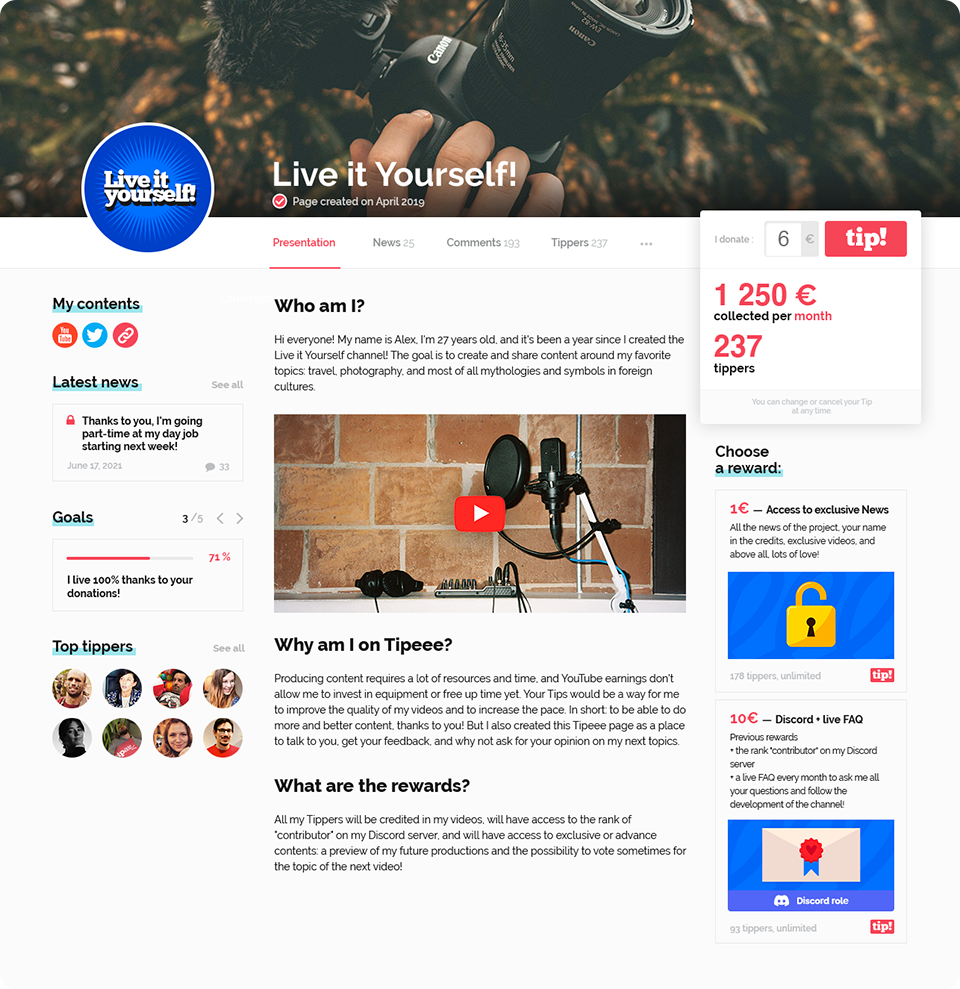 Canon
EW-82
16-35mm
Canon
Live it Yourself!
Page created on April 2019
Live it
yourself!
Presentation
News 25
Comments 193
Tippers 237
I donate :
6
€
tip!
1 250 €
collected per month
237
tippers
You can change or cancel your Tip
at any time
My contents
You
Tube
Latest news
See all
Thanks to you, I'm going
part-time at my day job
starting next week!
June 17, 2021
33
Goals
3 / 5
71 %
I live 100% thanks to your
donations!
Top tippers
See all
Who am I?
Hi everyone! My name is Alex, I'm 27 years old, and it's been a year since I created the
Live it Yourself channel! The goal is to create and share content around my favorite
topics: travel, photography, and most of all mythologies and symbols in foreign
cultures.
Why am I on Tipeee?
Producing content requires a lot of resources and time, and YouTube earnings don't
allow me to invest in equipment or free up time yet. Your Tips would be a way for me
to improve the quality of my videos and to increase the pace. In short: to be able to do
more and better content, thanks to you! But I also created this Tipeee page as a place
to talk to you, get your feedback, and why not ask for your opinion on my next topics.
What are the rewards?
All my Tippers will be credited in my videos, will have access to the rank of
"contributor" on my Discord server, and will have access to exclusive or advance
contents: a preview of my future productions and the possibility to vote sometimes for
the topic of the next video!
Choose
a reward:
1€ — Access to exclusive News
All the news of the project, your name
in the credits, exclusive videos, and
above all, lots of love!
178 tippers, unlimited
tip!
10€ — Discord + live FAQ
Previous rewards
+ the rank "contributor" on my Discord
server
+ a live FAQ every month to ask me all
your questions and follow the
development of the channel!
Discord role
93 tippers, unlimited
tip!